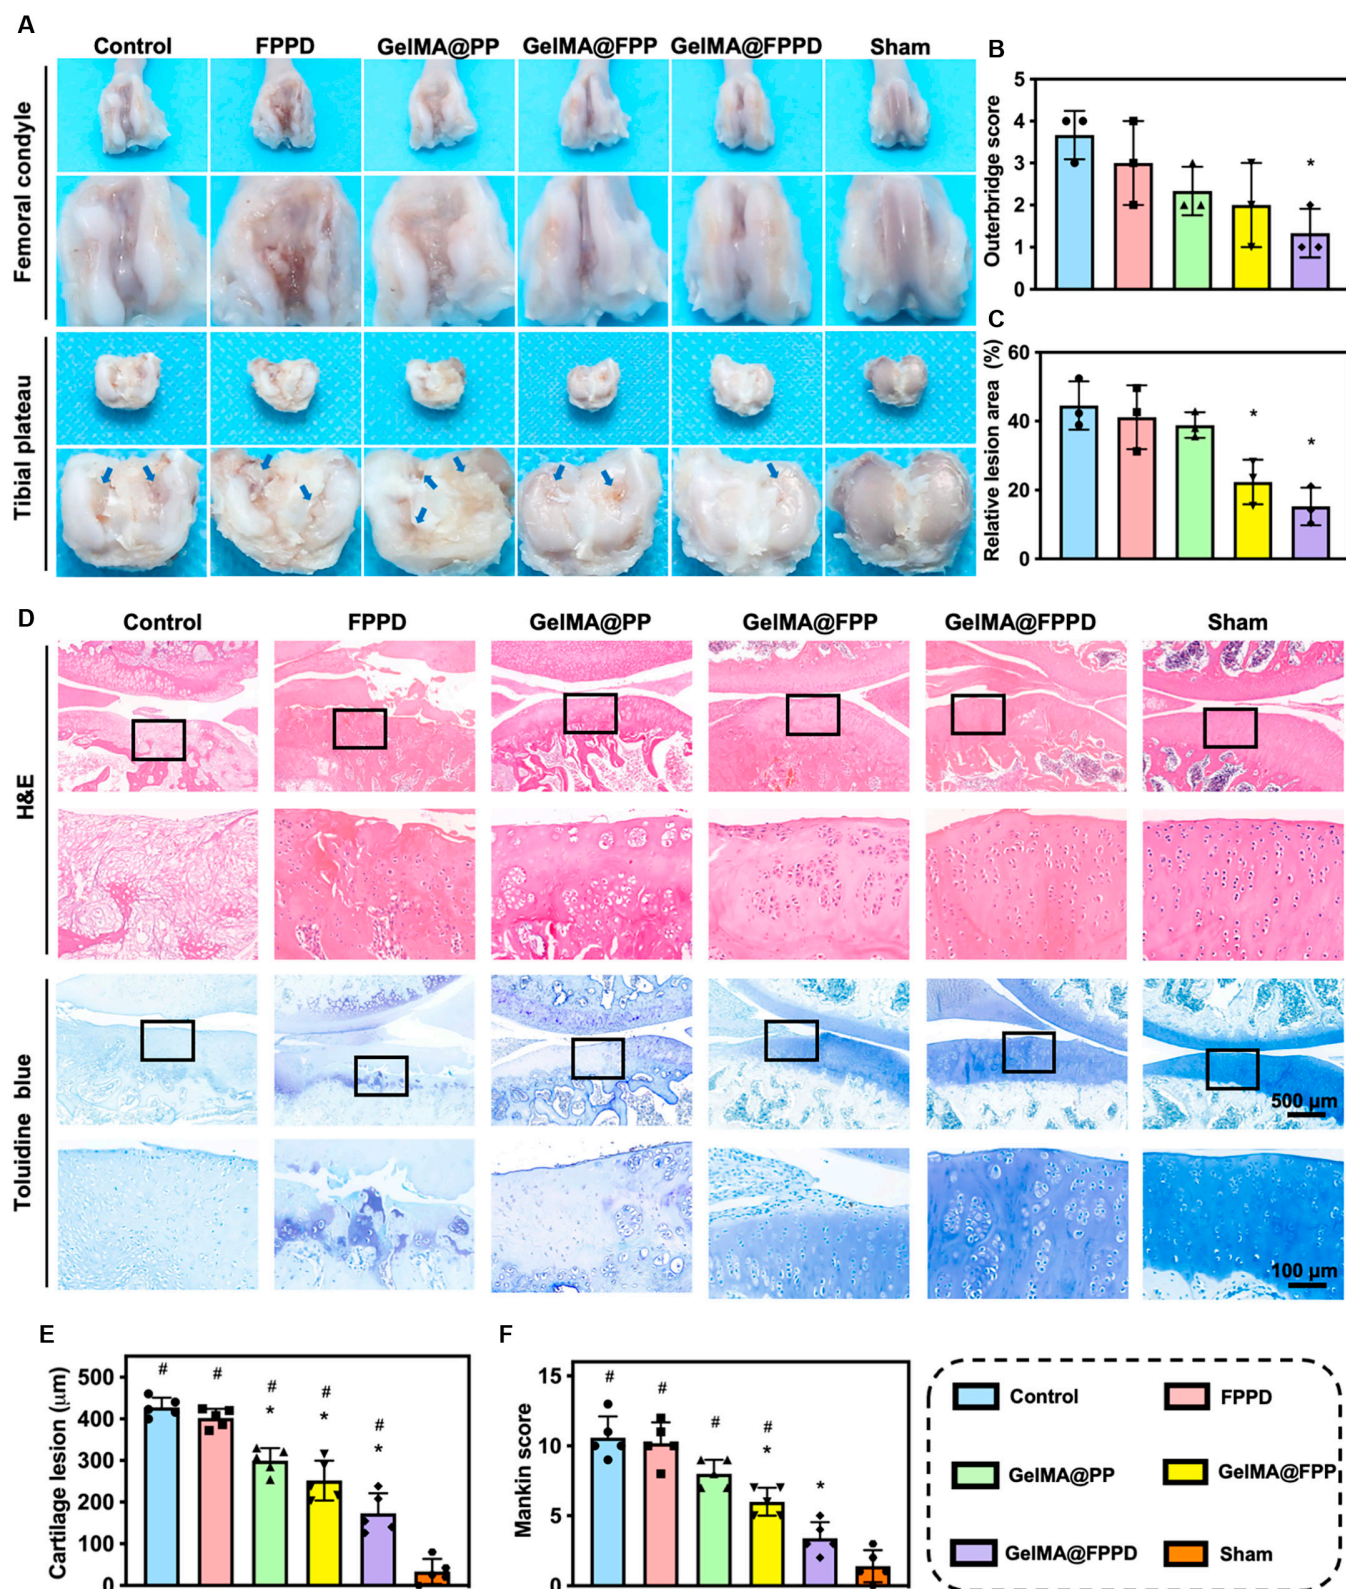 A
Control FPPD GelMA@PP GelMA@FPP GelMA@FPPD Sham
Femoral condyle
Tibial plateau
B
Outerbridge score
5
4
3
2
1
0
*
C
Relative lesion area (%)
60
40
20
0
* *
D
Control FPPD GelMA@PP GelMA@FPP GelMA@FPPD Sham
H&E
Toluidine blue
500 μm
100 μm
E
Cartilage lesion (μm)
500
400
300
200
100
0
# # # # #
* * *
F
Mankin score
15
10
5
0
# # # #
* *
Control FPPD
GelMA@PP GelMA@FPP
GelMA@FPPD Sham